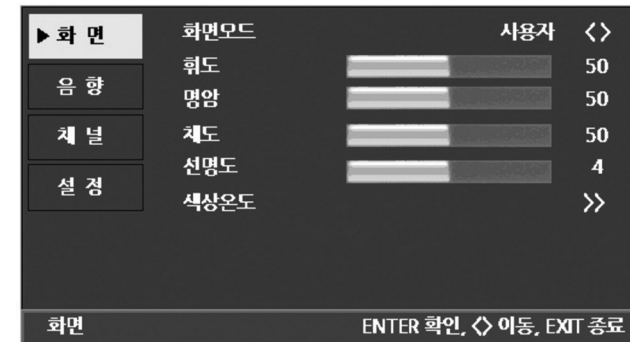 ▶화 면
음 향
채 널
설 정
화면모드 사용자 <>
휘도 50
명암 50
채도 50
선명도 4
색상온도 >>
화면 ENTER 확인, <> 이동, EXIT 종료